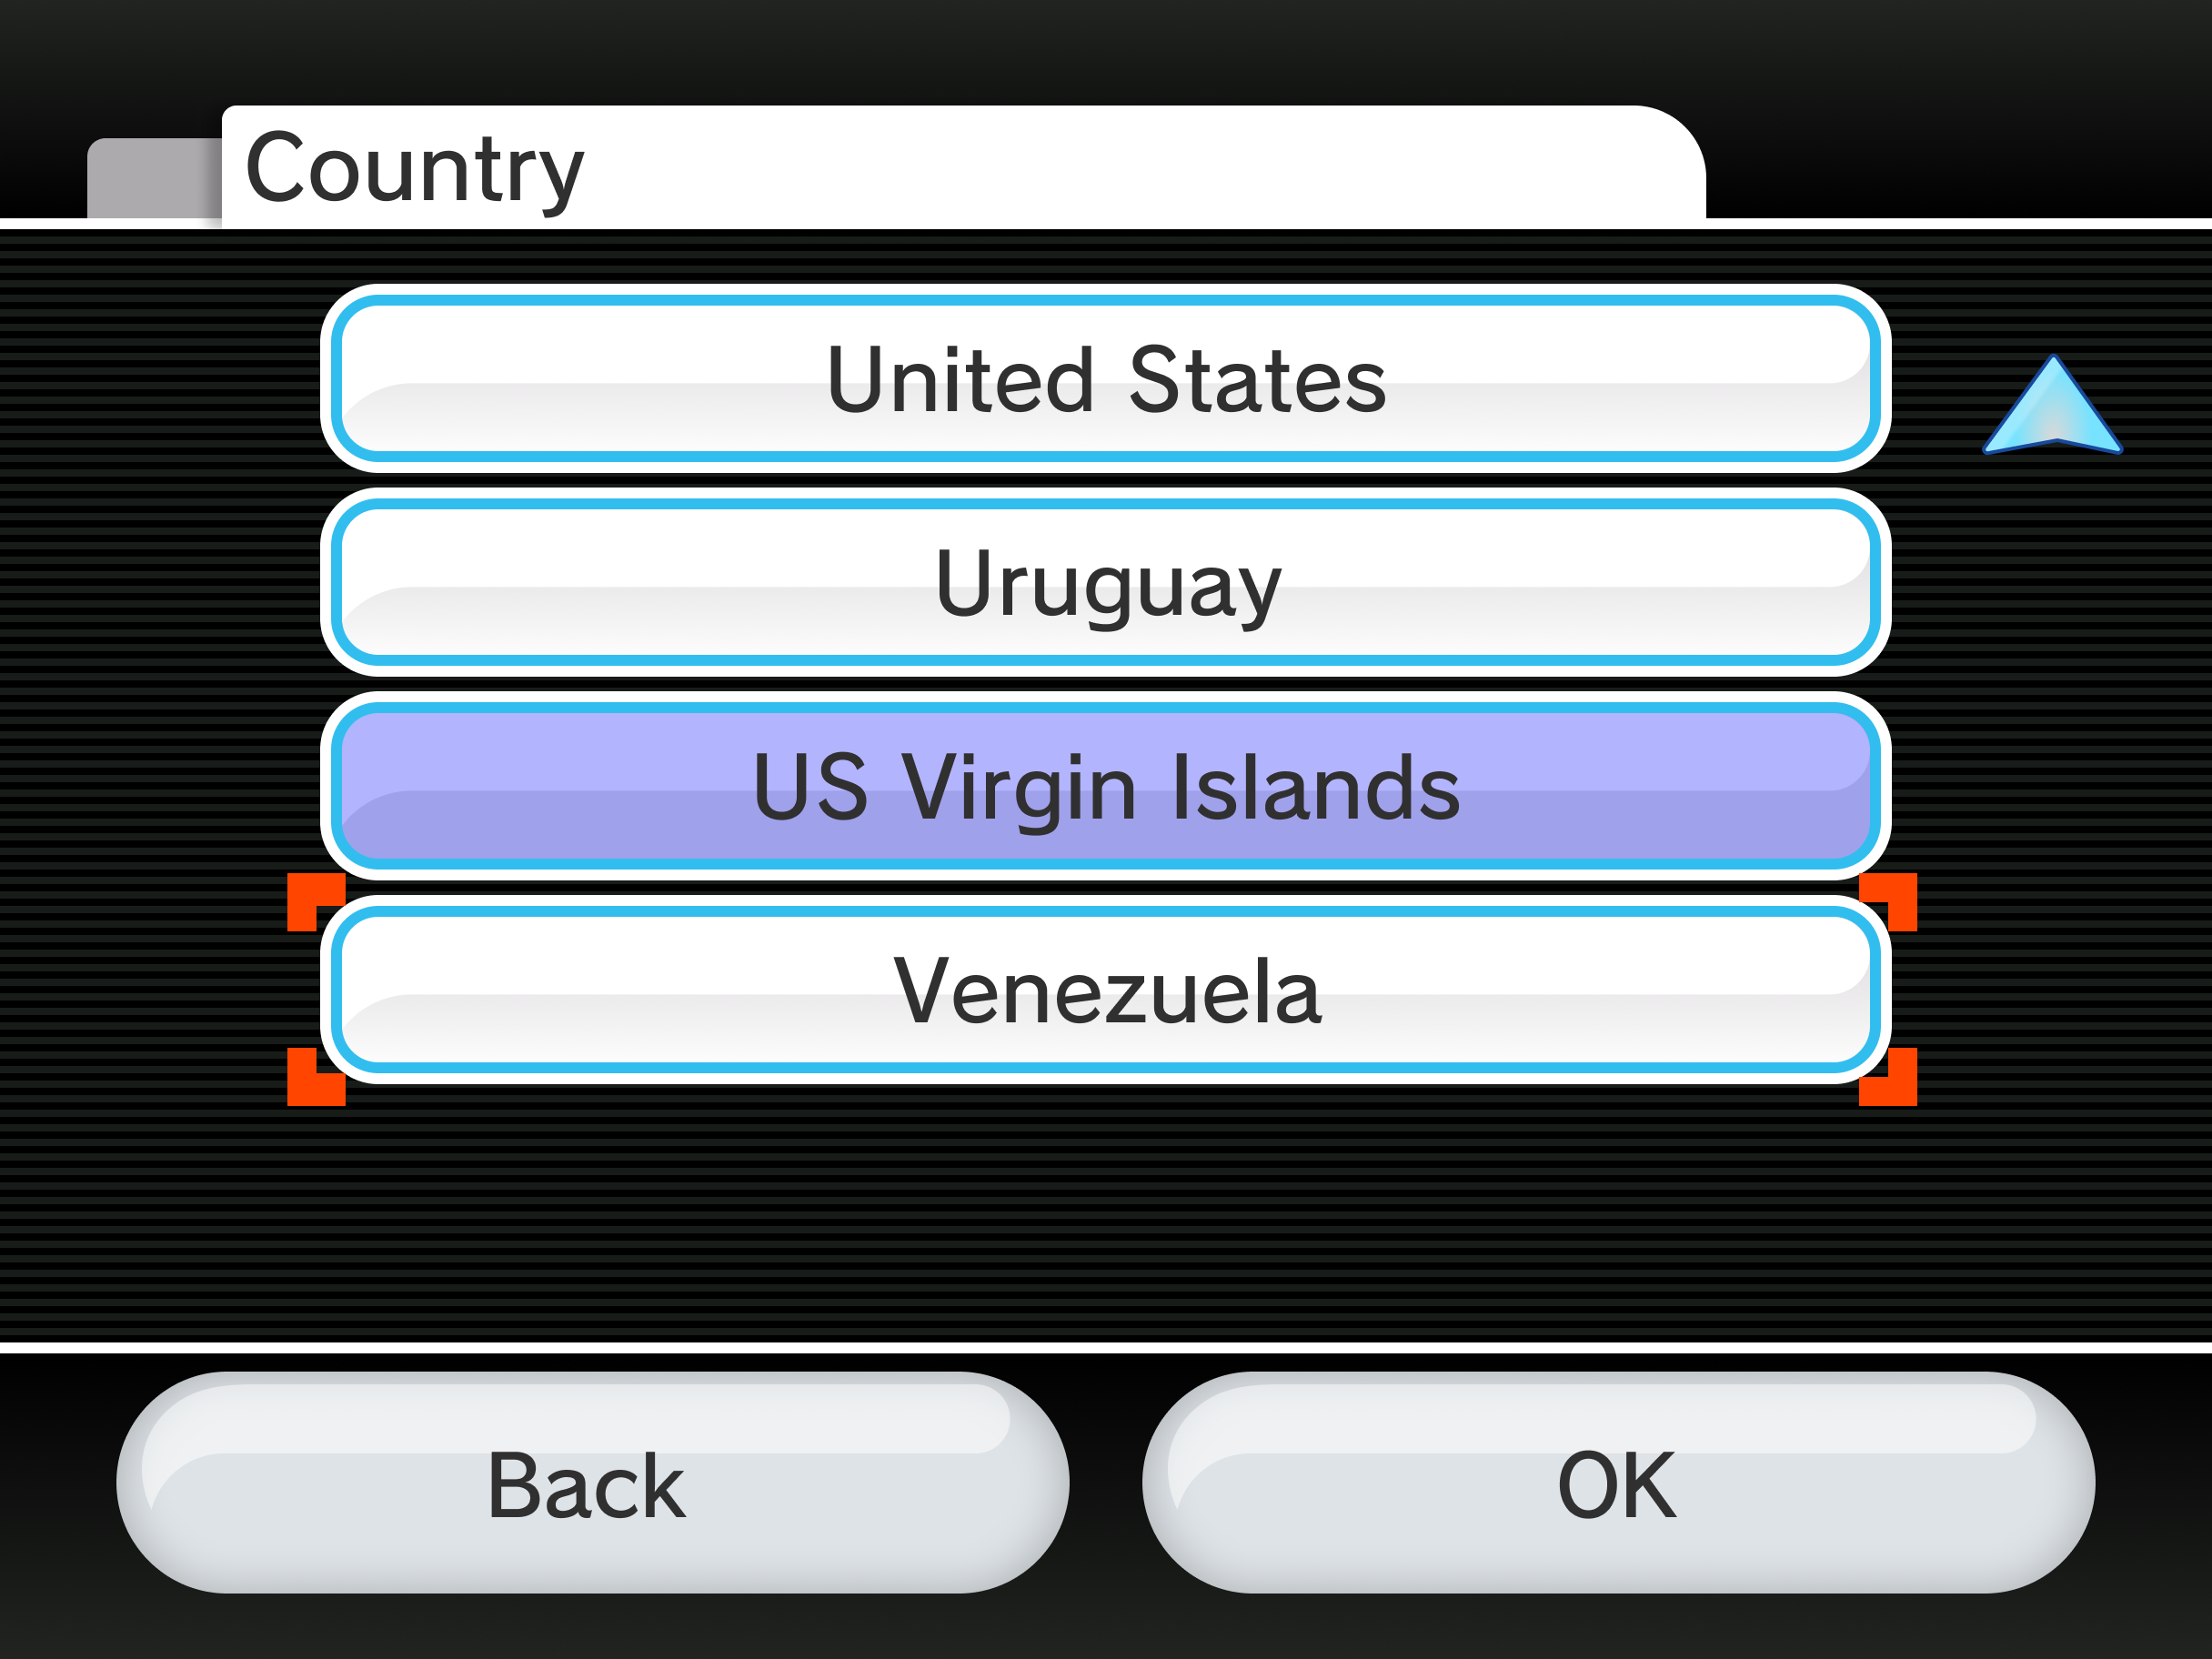 Country
United States
Uruguay
US Virgin Islands
Venezuela
Back
OK